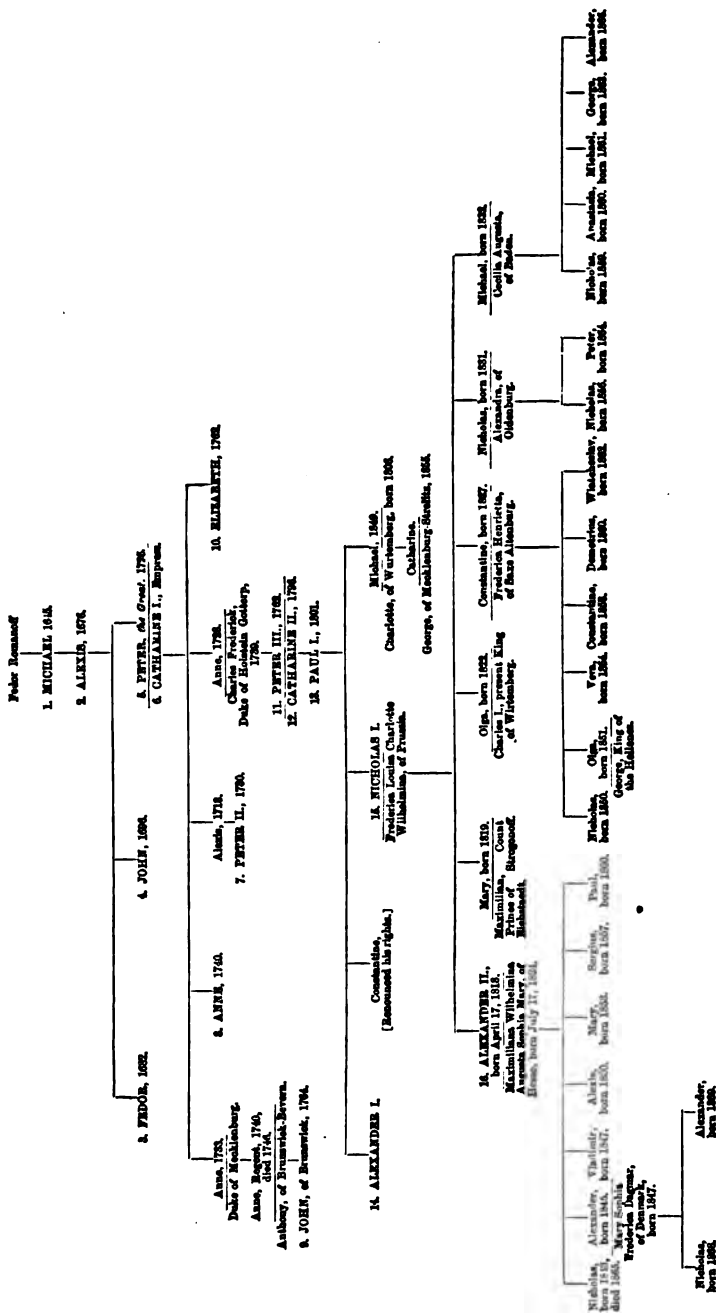 Fedor Romanoff
1. MICHAEL 1645.
2. ALEXIS, 1676.
3. FEDOR, 1682.
4. JOHN, 1696.
5. PETER, the Great. 1725.
6. CATHARINE I., Empress.
Anne, 1733.
Duke of Mecklenburg.
Anne, Regent, 1740,
died 1746.
Anthony, of Brunswick-Bevern.
9. JOHN, of Brunswick, 1764.
8. ANNE, 1740.
Alexis, 1718.
7. PETER II., 1730.
Anne, 1728.
Charles Frederick,
Duke of Holstein Gottorp,
1739.
11. PETER III., 1762.
12. CATHARINE II., 1796.
13. PAUL I., 1801.
10. ELIZABETH, 1762.
14. ALEXANDER I.
Constantine,
[Renounced his rights.]
15. NICHOLAS I.
Frederica Louisa Charlotte
Wilhelmina, of Prussia.
Michael, 1849.
Charlotte, of Wurtemberg, born 1806.
Catharine.
George, of Mecklenburg-Strelitz, 1855.
16. ALEXANDER II.,
born April 17, 1818.
Maximiliana Wilhelmina
Augusta Sophia Mary, of
Hesse, born July 17, 1824.
Mary, born 1819.
Maximilian, Count
Prince of Stroganoff.
Eichstaedt.
Olga, born 1822.
Charles I., present King
of Wirtemberg.
Constantine, born 1827.
Frederica Henrietta,
of Saxe Altenburg.
Nicholas, born 1831.
Alexandra, of
Oldenburg.
Michael, born 1832.
Cecilia Augusta,
of Baden.
Nicholas,
born 1843,
died 1865.
Alexander,
born 1845.
Mary Sophia
Frederica Dagmar,
of Denmark,
born 1847.
Vladimir,
born 1847.
Alexis,
born 1850.
Mary,
born 1853.
Sergius,
born 1857.
Paul,
born 1860.
Nicholas,
born 1850.
Olga,
born 1851.
George, King of
the Hellenes.
Vera,
born 1854.
Constantine,
born 1858.
Demetrius,
born 1860.
born 1862.
Nicholas,
born 1856.
Peter,
born 1864.
Nicholas,
born 1859.
Anastasia,
born 1860.
Michael,
born 1861.
George,
born 1863.
Alexander,
born 1866.
Nicholas,
born 1868.
Alexander,
born 1869.